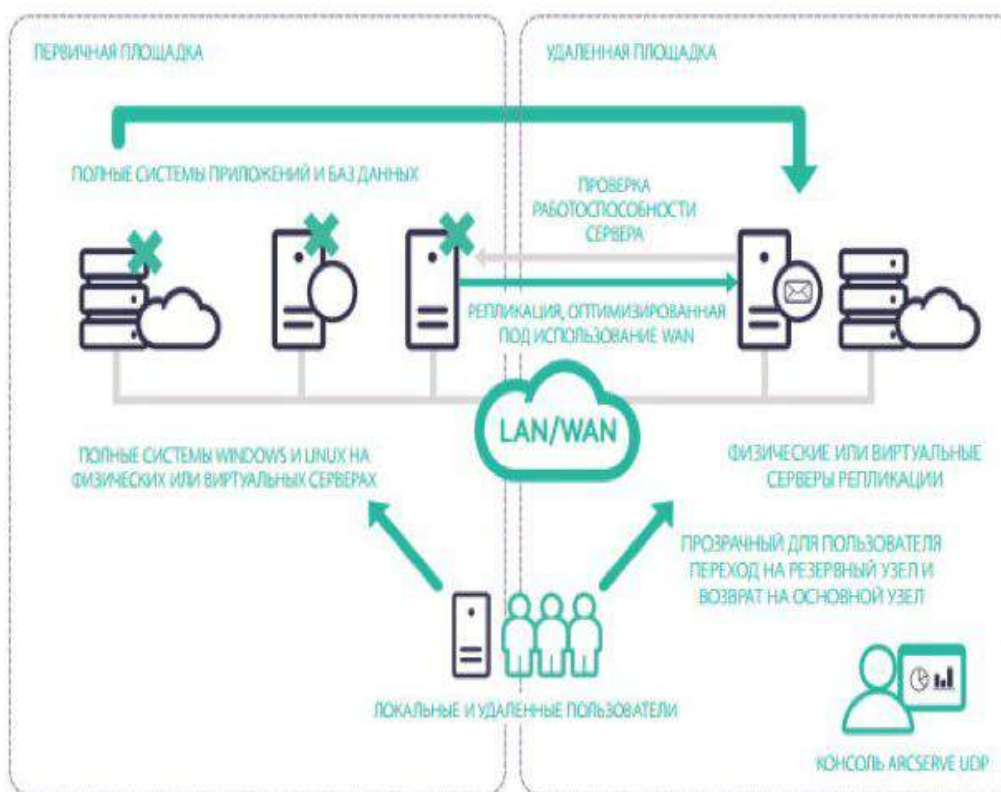 ПЕРВИЧНАЯ ПЛОЩАДКА
УДАЛЕННАЯ ПЛОЩАДКА
ПОЛНЫЕ СИСТЕМЫ ПРИЛОЖЕНИЙ И БАЗ ДАННЫХ
ПРОВЕРКА
РАБОТОСПОСОБНОСТИ
СЕРВЕРА
РЕПЛИКАЦИЯ, ОПТИМИЗИРОВАННАЯ
ПОД ИСПОЛЬЗОВАНИЕ WAN
LAN/WAN
ПОЛНЫЕ СИСТЕМЫ WINDOWS И LINUX НА
ФИЗИЧЕСКИХ ИЛИ ВИРТУАЛЬНЫХ СЕРВЕРАХ
ФИЗИЧЕСКИЕ ИЛИ ВИРТУАЛЬНЫЕ
СЕРВЕРЫ РЕПЛИКАЦИИ
ПРОЗРАЧНЫЙ ДЛЯ ПОЛЬЗОВАТЕЛЯ
ПЕРЕХОД НА РЕЗЕРВНЫЙ УЗЕЛ И
ВОЗВРАТ НА ОСНОВНОЙ УЗЕЛ
ЛОКАЛЬНЫЕ И УДАЛЕННЫЕ ПОЛЬЗОВАТЕЛИ
КОНСОЛЬ ARCSERVE UDP